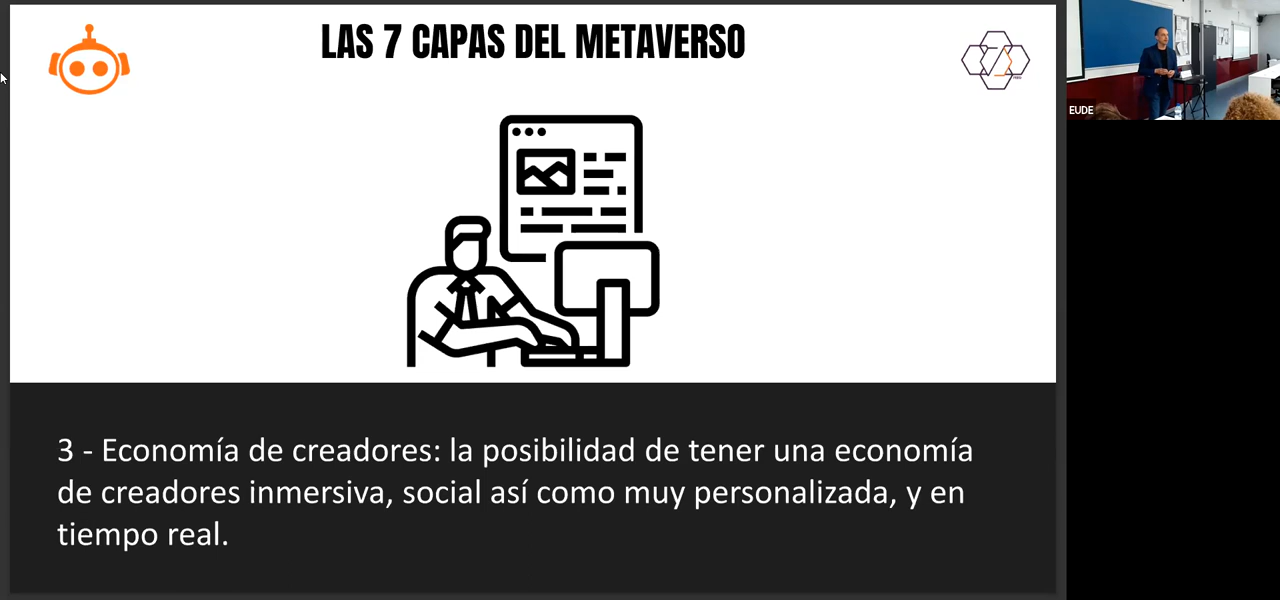 LAS 7 CAPAS DEL METAVERSO
EUDE
3 - Economía de creadores: la posibilidad de tener una economía
de creadores inmersiva, social así como muy personalizada, y en
tiempo real.